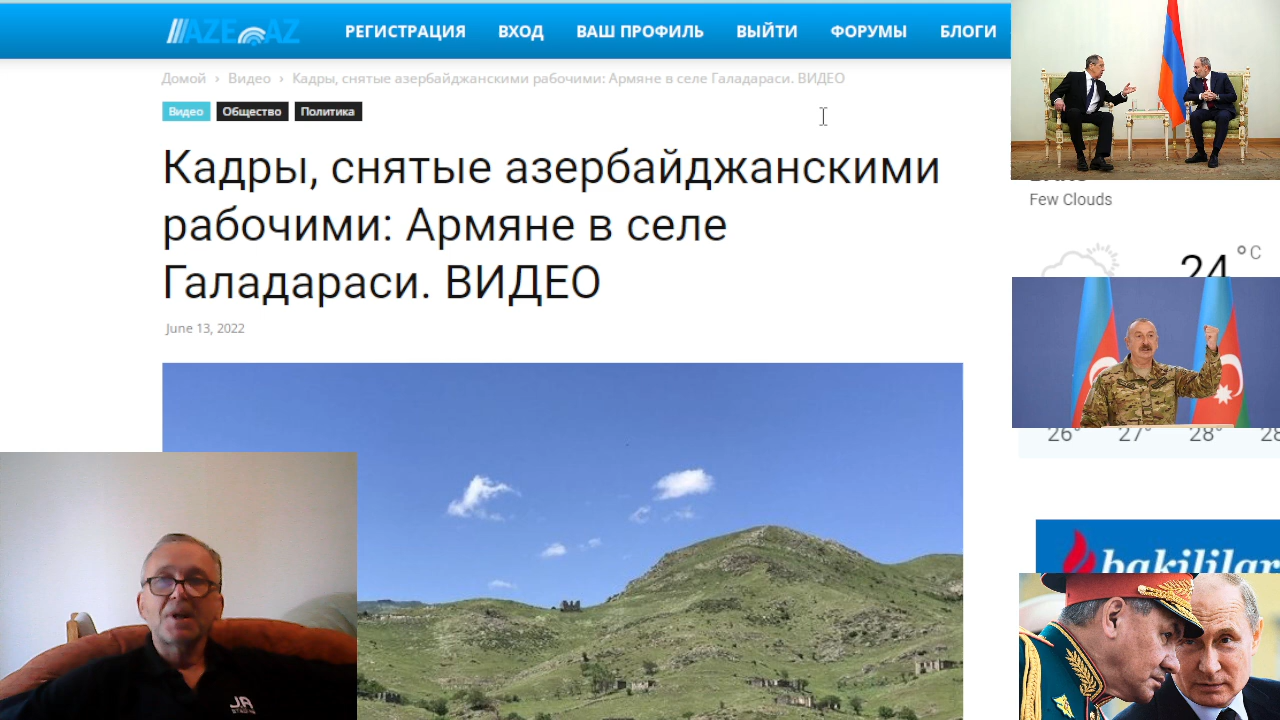 AZE.AZ
РЕГИСТРАЦИЯ ВХОД ВАШ ПРОФИЛЬ ВЫЙТИ ФОРУМЫ БЛОГИ
Домой › Видео › Кадры, снятые азербайджанскими рабочими: Армяне в селе Галадараси. ВИДЕО
Видео Общество Политика
Кадры, снятые азербайджанскими
рабочими: Армяне в селе
Галадараси. ВИДЕО
June 13, 2022
Few Clouds
24 °C
26° 27° 28° 28
bakililar
JA